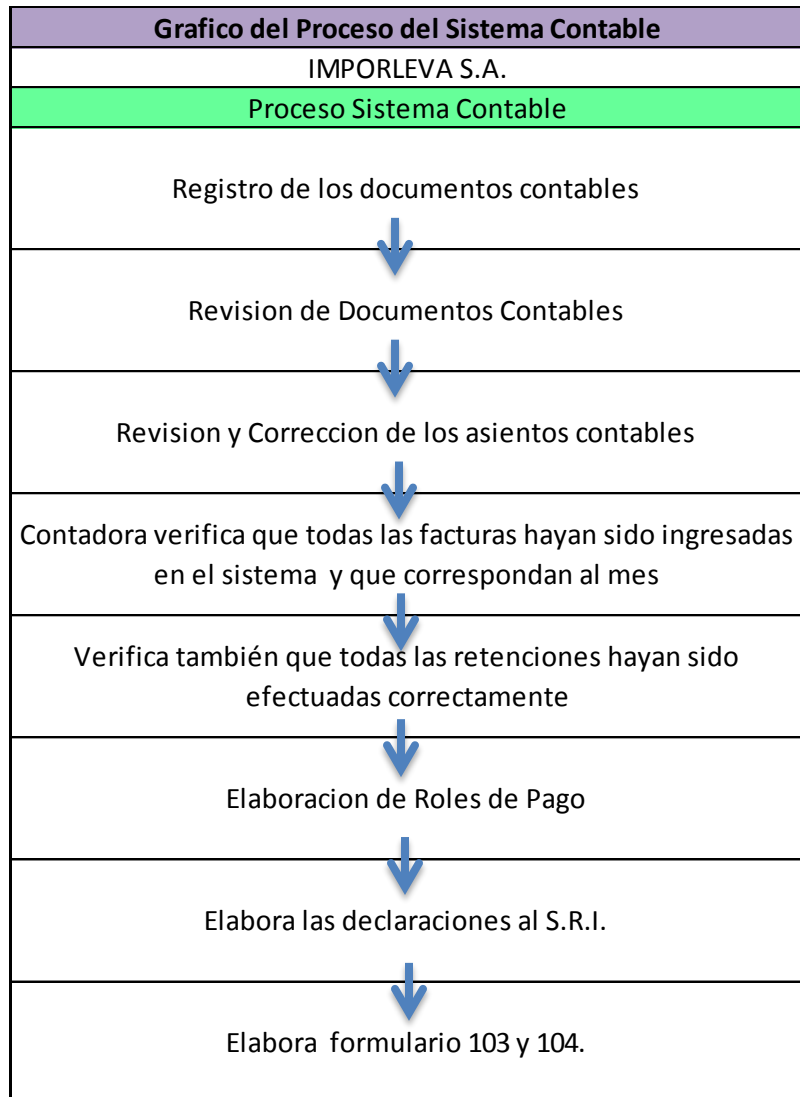 Grafico del Proceso del Sistema Contable
IMPORLEVA S.A.
Proceso Sistema Contable
Registro de los documentos contables
Revision de Documentos Contables
Revision y Correccion de los asientos contables
Contadora verifica que todas las facturas hayan sido ingresadas
en el sistema y que correspondan al mes
Verifica también que todas las retenciones hayan sido
efectuadas correctamente
Elaboracion de Roles de Pago
Elabora las declaraciones al S.R.I.
Elabora formulario 103 y 104.